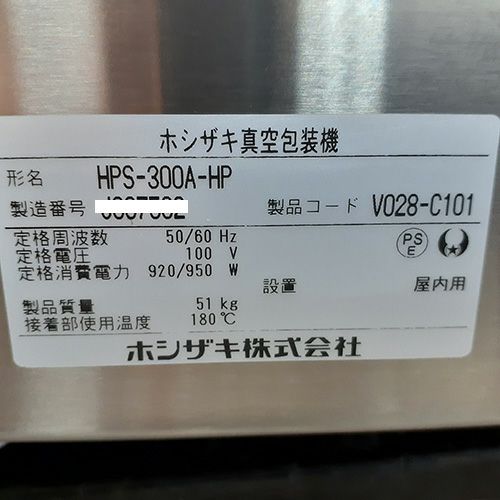 ホシザキ真空包装機
形名 HPS-300A-HP
製造番号
製品コード V028-C101
定格周波数 50/60 Hz
定格電圧 100 V
定格消費電力 920/950 W
PS
E
設置 屋内用
製品質量 51 kg
接着部使用温度 180℃
ホシザキ株式会社